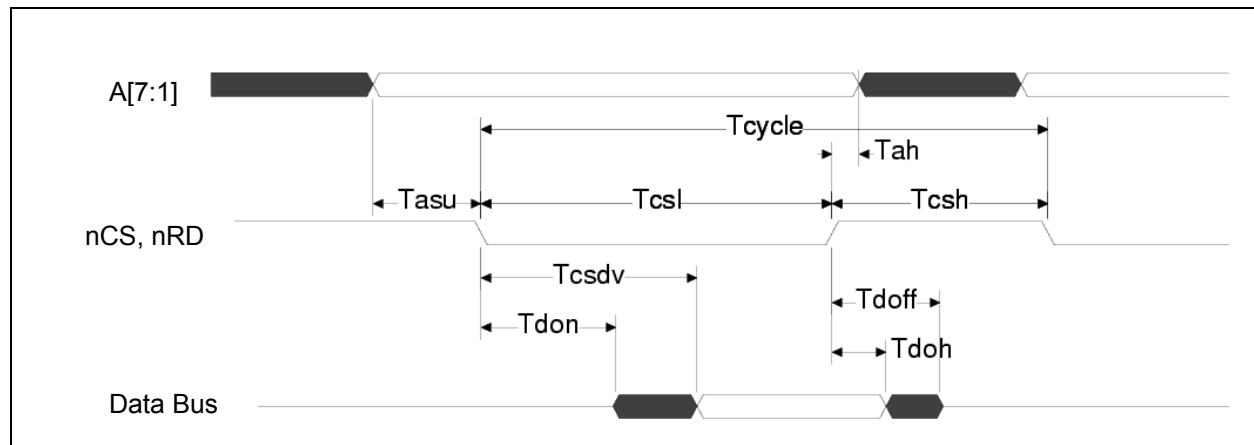 A[7:1]
Tcycle
Tah
Tasu
Tcsl
Tcsh
nCS, nRD
Tcsdv
Tdoff
Tdon
Tdoh
Data Bus